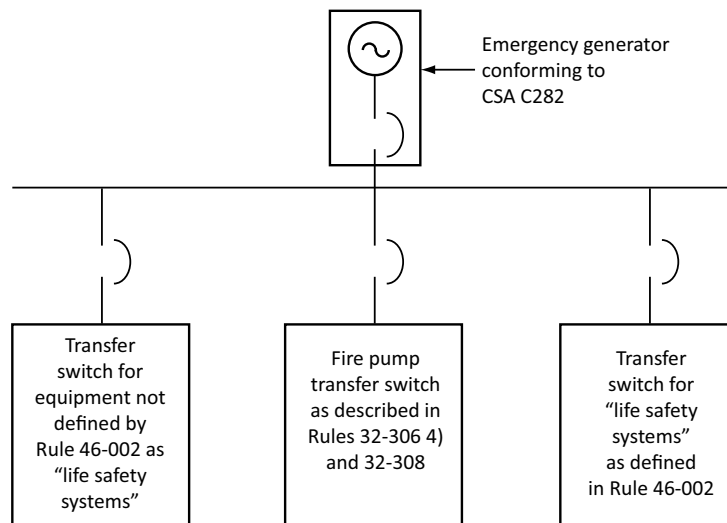 Emergency generator
conforming to
CSA C282
Transfer
switch for
equipment not
defined by
Rule 46-002 as
“life safety
systems”
Fire pump
transfer switch
as described in
Rules 32-306 4)
and 32-308
Transfer
switch for
“life safety
systems”
as defined
in Rule 46-002